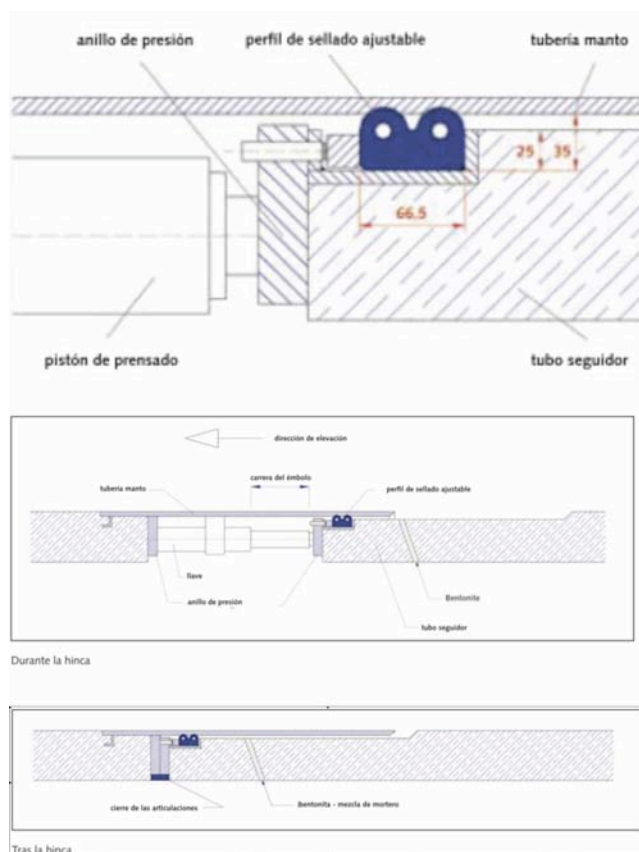 anillo de presión
perfil de sellado ajustable
tubería manto
25
35
66.5
pistón de prensado
tubo seguidor
dirección de elevación
carrera del émbolo
tubería manto
perfil de sellado ajustable
llave
Bentonite
anillo de presión
tubo seguidor
Durante la hinca
cierre de las articulaciones
bentonita - mezcla de mortero
Tras la hinca